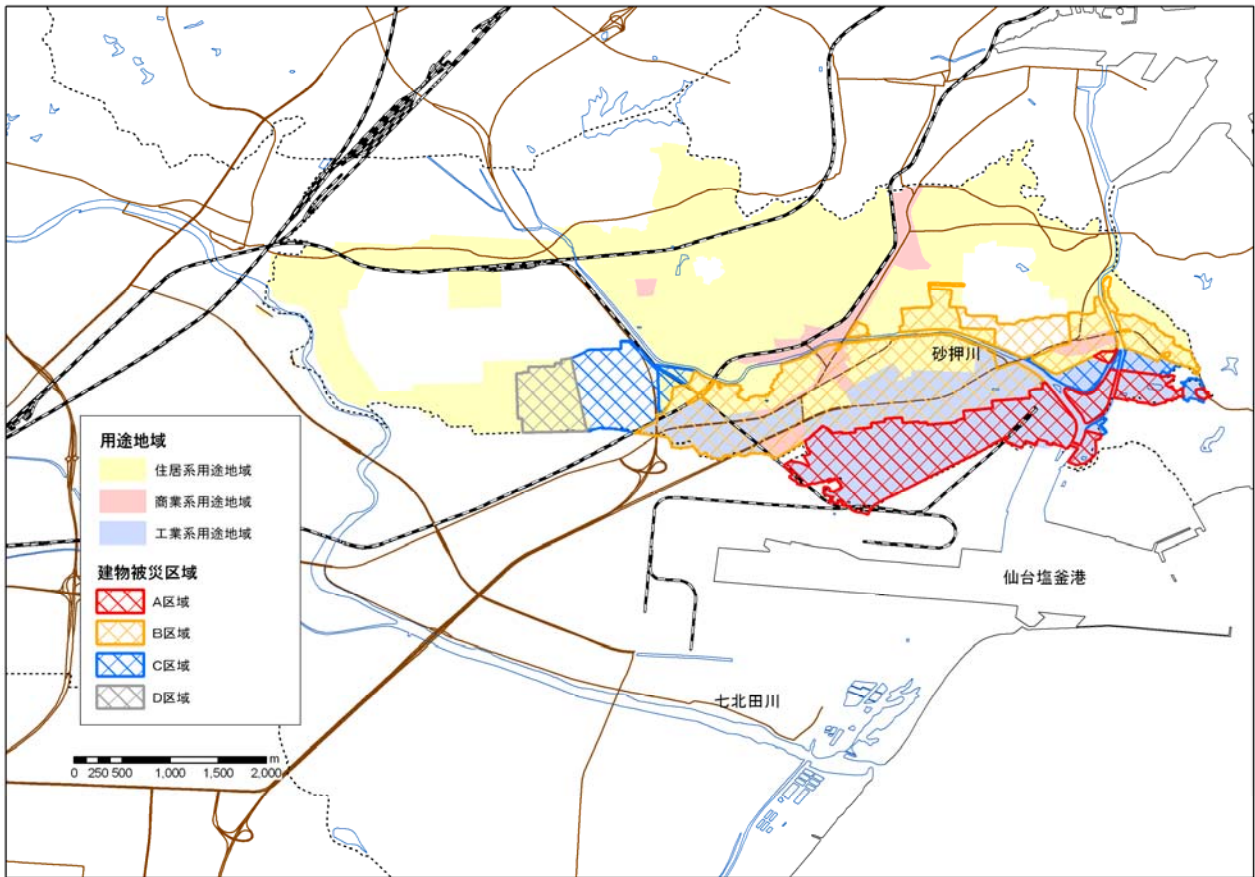 砂押川
用途地域
住居系用途地域
商業系用途地域
工業系用途地域
建物被災区域
A区域
B区域
C区域
D区域
仙台塩釜港
七北田川
m
0 250 500 1,000 1,500 2,000